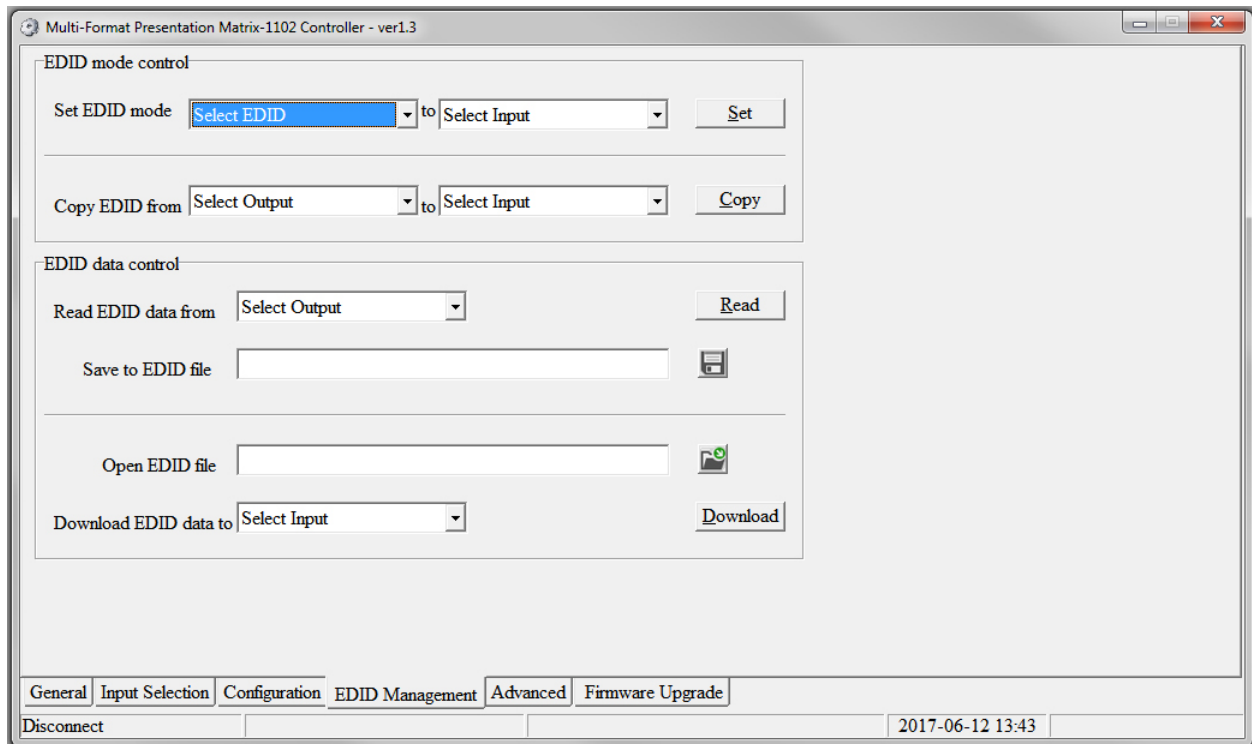 Multi-Format Presentation Matrix-1102 Controller - ver1.3
EDID mode control
Set EDID mode Select EDID to Select Input Set
Copy EDID from Select Output to Select Input Copy
EDID data control
Read EDID data from Select Output Read
Save to EDID file
Open EDID file
Download EDID data to Select Input Download
General Input Selection Configuration EDID Management Advanced Firmware Upgrade
Disconnect 2017-06-12 13:43